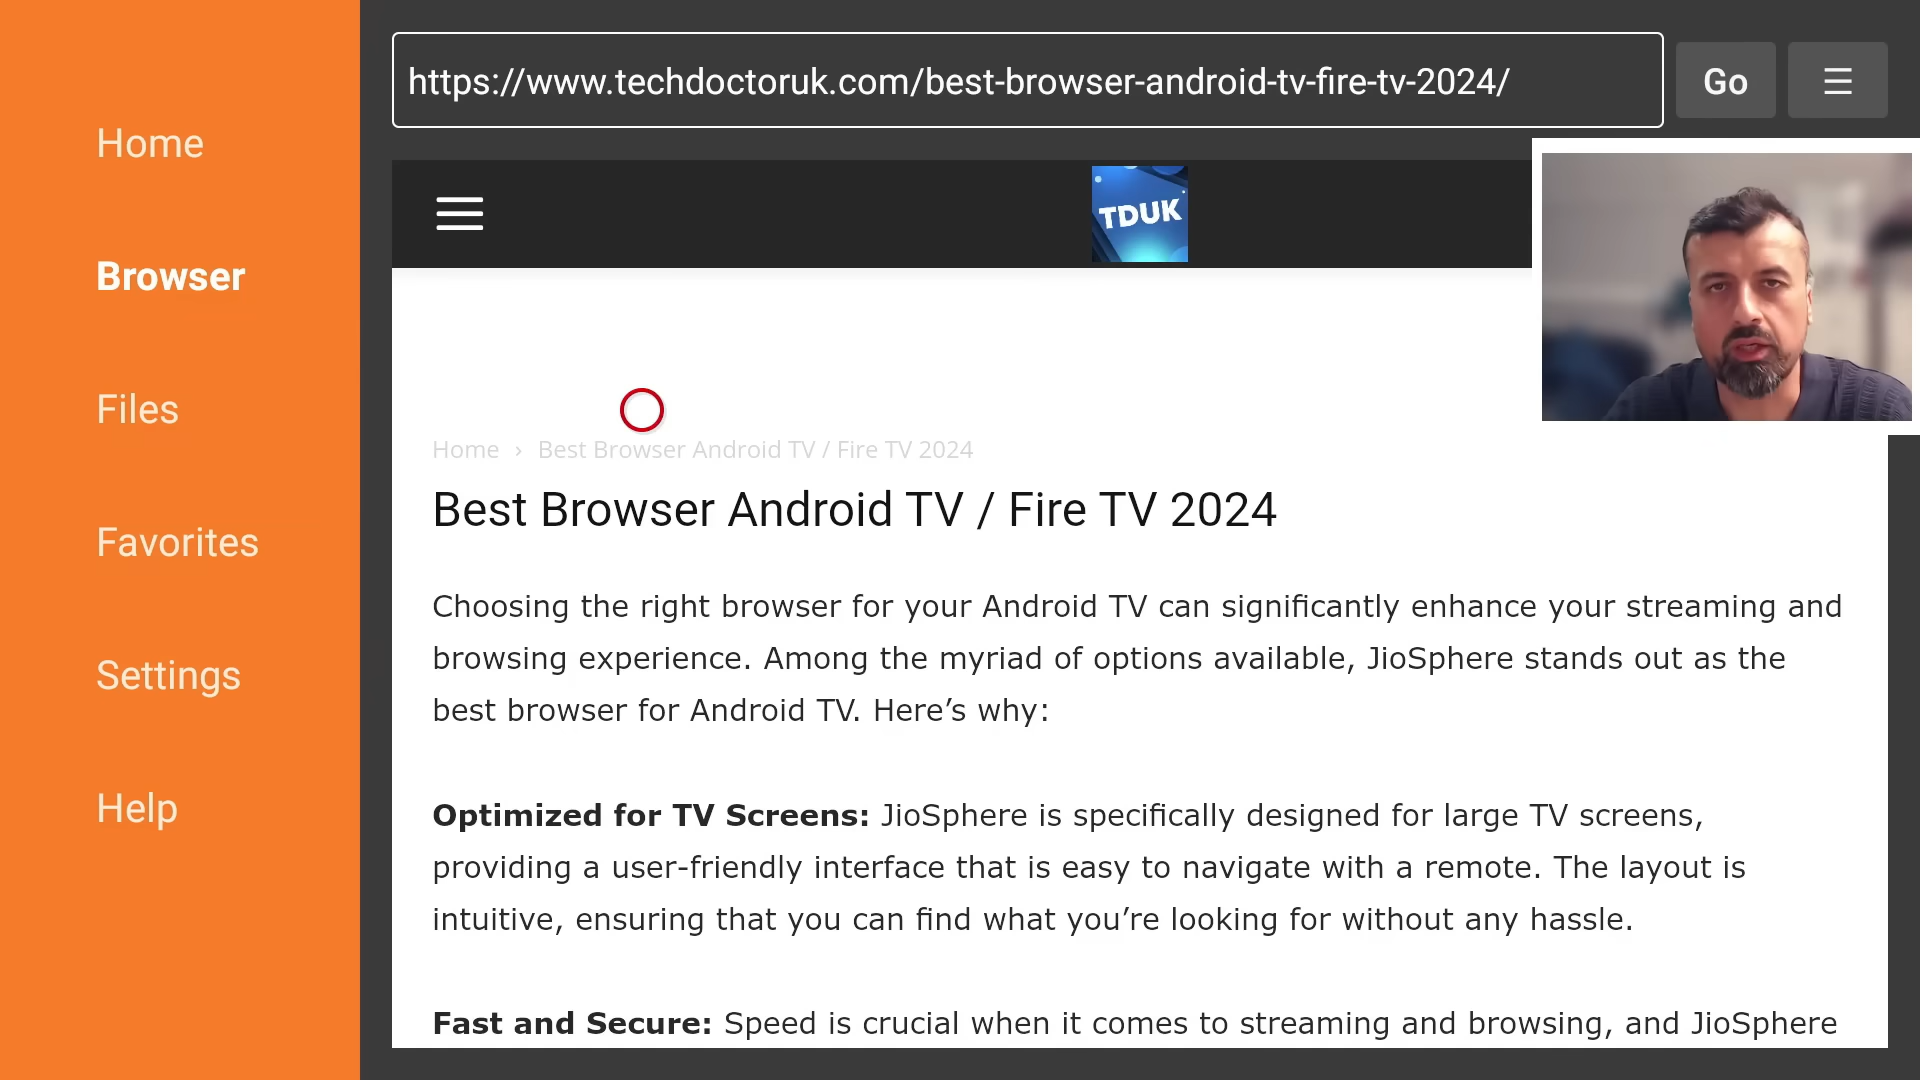 Home
Browser
Files
Favorites
Settings
Help
https://www.techdoctoruk.com/best-browser-android-tv-fire-tv-2024/
Go
TDUK
Home › Best Browser Android TV / Fire TV 2024
Best Browser Android TV / Fire TV 2024
Choosing the right browser for your Android TV can significantly enhance your streaming and
browsing experience. Among the myriad of options available, JioSphere stands out as the
best browser for Android TV. Here’s why:
Optimized for TV Screens: JioSphere is specifically designed for large TV screens,
providing a user-friendly interface that is easy to navigate with a remote. The layout is
intuitive, ensuring that you can find what you’re looking for without any hassle.
Fast and Secure: Speed is crucial when it comes to streaming and browsing, and JioSphere